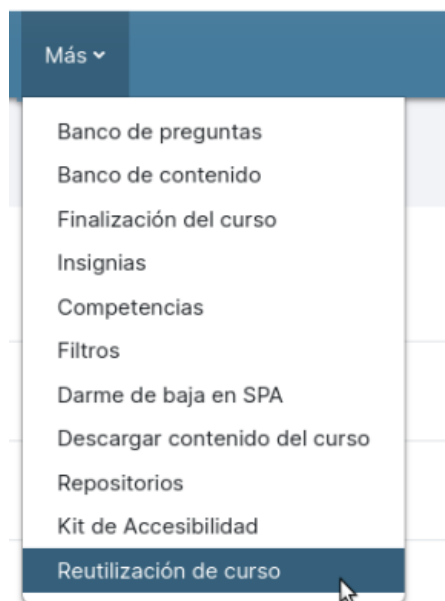 Más
Banco de preguntas
Banco de contenido
Finalización del curso
Insignias
Competencias
Filtros
Darme de baja en SPA
Descargar contenido del curso
Repositorios
Kit de Accesibilidad
Reutilización de curso